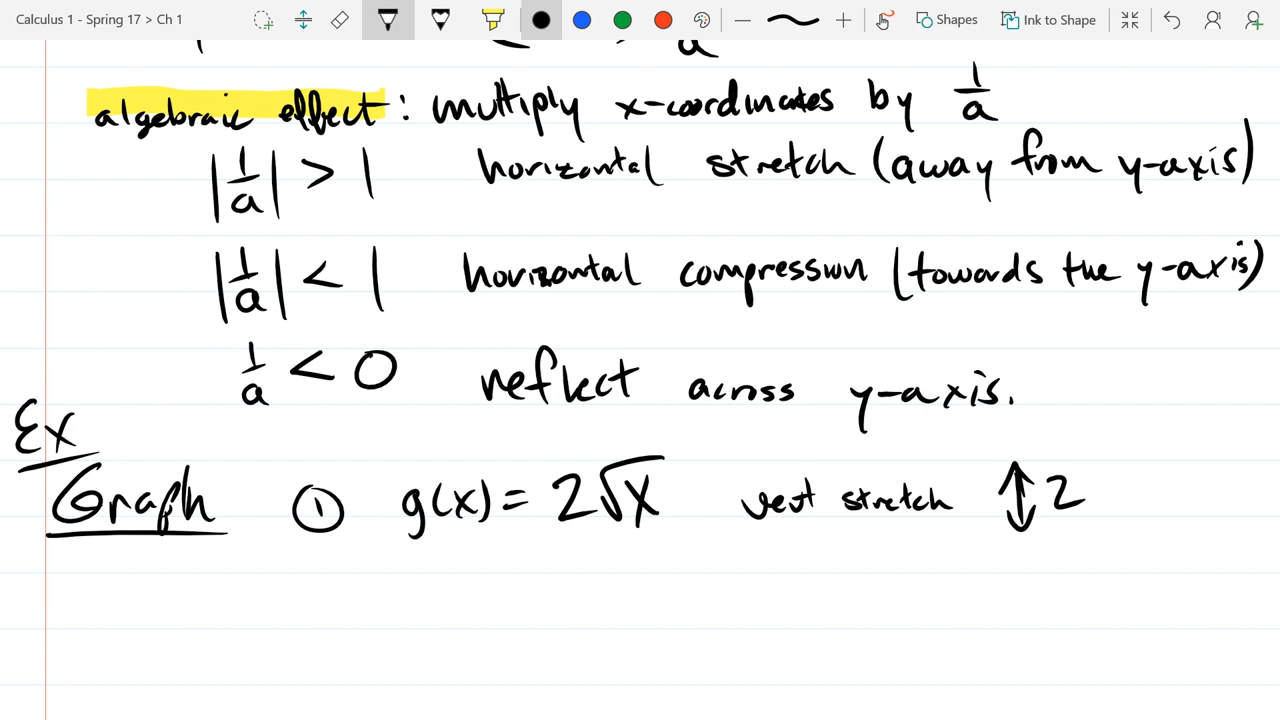 Calculus 1 - Spring 17 > Ch 1 Shapes Ink to Shape
algebraic effect: multiply x-coordinates by 1/a
|1/a| > 1 horizontal stretch (away from y-axis)
|1/a| < 1 horizontal compression (towards the y-axis)
1/a < 0 reflect across y-axis.
Ex
Graph ① g(x) = 2√x vert stretch ↕ 2